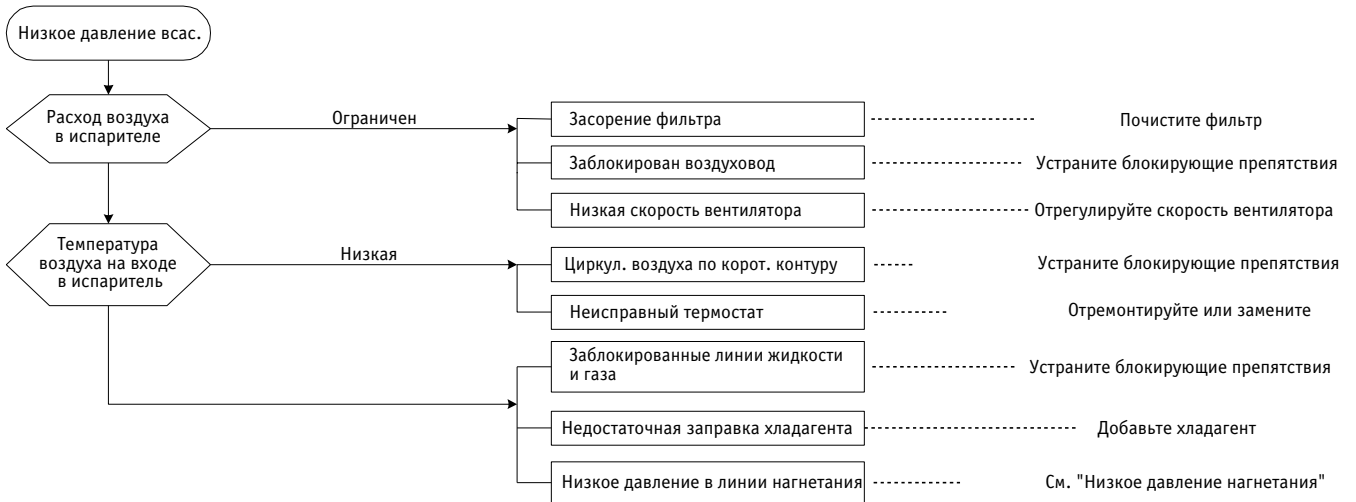 Низкое давление всас.
Расход воздуха
в испарителе
Ограничен
Засорение фильтра
Почистите фильтр
Заблокирован воздуховод
Устраните блокирующие препятствия
Низкая скорость вентилятора
Отрегулируйте скорость вентилятора
Температура
воздуха на входе
в испаритель
Низкая
Циркул. воздуха по корот. контуру
Устраните блокирующие препятствия
Неисправный термостат
Отремонтируйте или замените
Заблокированные линии жидкости
и газа
Устраните блокирующие препятствия
Недостаточная заправка хладагента
Добавьте хладагент
Низкое давление в линии нагнетания
См. "Низкое давление нагнетания"